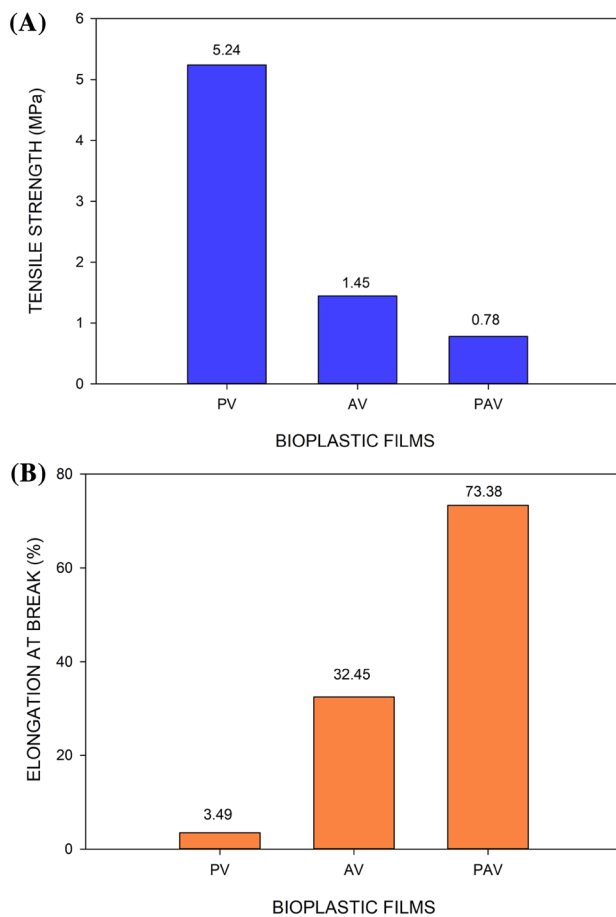 (A)
6
5
4
3
2
1
0
TENSILE STRENGTH (MPa)
5.24
1.45
0.78
PV AV PAV
BIOPLASTIC FILMS
(B)
80
60
40
20
0
ELONGATION AT BREAK (%)
3.49
32.45
73.38
PV AV PAV
BIOPLASTIC FILMS